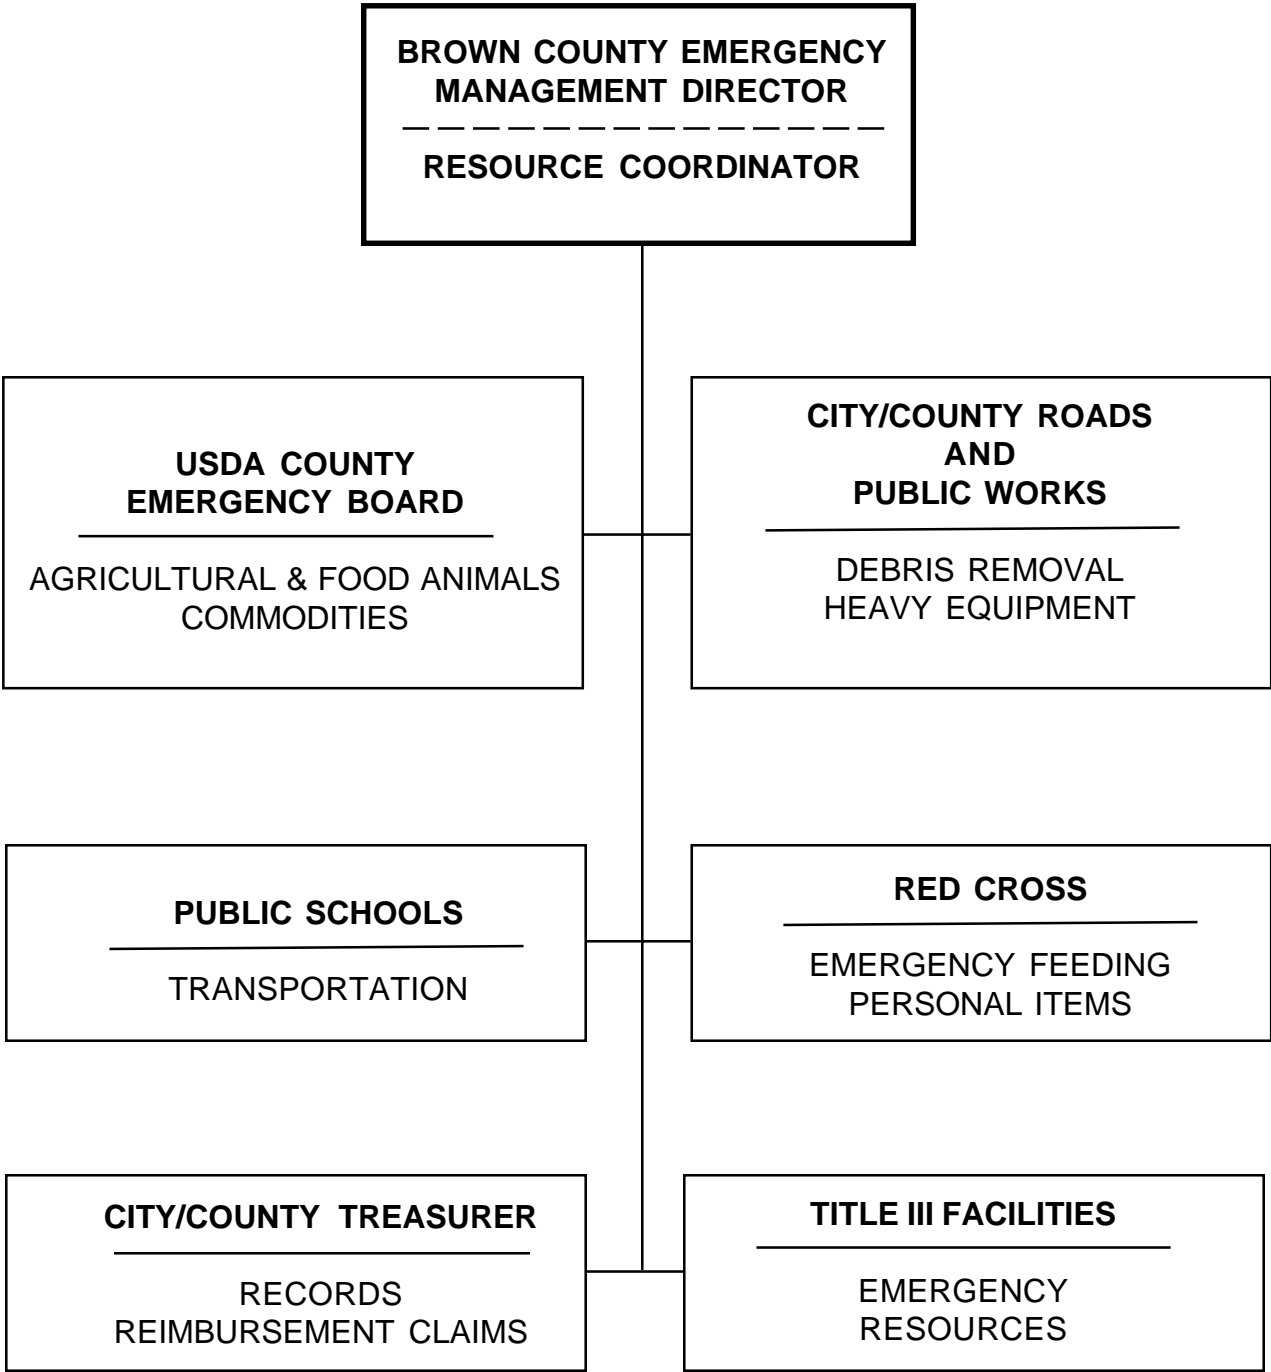 BROWN COUNTY EMERGENCY
MANAGEMENT DIRECTOR
RESOURCE COORDINATOR
USDA COUNTY
EMERGENCY BOARD
AGRICULTURAL & FOOD ANIMALS
COMMODITIES
CITY/COUNTY ROADS
AND
PUBLIC WORKS
DEBRIS REMOVAL
HEAVY EQUIPMENT
PUBLIC SCHOOLS
TRANSPORTATION
RED CROSS
EMERGENCY FEEDING
PERSONAL ITEMS
CITY/COUNTY TREASURER
RECORDS
REIMBURSEMENT CLAIMS
TITLE III FACILITIES
EMERGENCY
RESOURCES